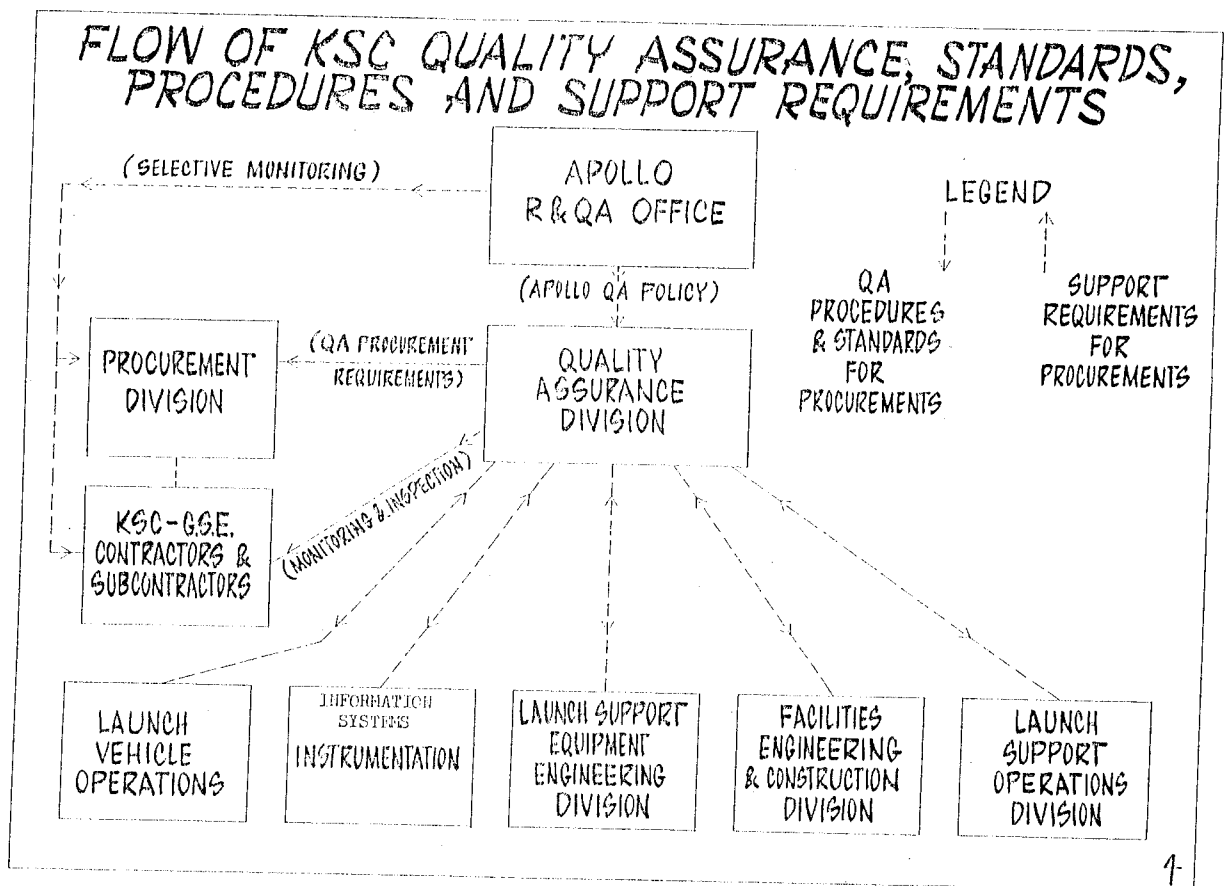 FLOW OF KSC QUALITY ASSURANCE, STANDARDS,
PROCEDURES AND SUPPORT REQUIREMENTS
(SELECTIVE MONITORING)
APOLLO
R&QA OFFICE
LEGEND
(APOLLO QA POLICY)
QA
PROCEDURES
& STANDARDS
FOR
PROCUREMENTS
SUPPORT
REQUIREMENTS
FOR
PROCUREMENTS
PROCUREMENT
DIVISION
(QA PROCUREMENT
REQUIREMENTS)
QUALITY
ASSURANCE
DIVISION
KSC-G.S.E.
CONTRACTORS &
SUBCONTRACTORS
(MONITORING & INSPECTION)
LAUNCH
VEHICLE
OPERATIONS
INFORMATION
SYSTEMS
INSTRUMENTATION
LAUNCH SUPPORT
EQUIPMENT
ENGINEERING
DIVISION
FACILITIES
ENGINEERING
& CONSTRUCTION
DIVISION
LAUNCH
SUPPORT
OPERATIONS
DIVISION